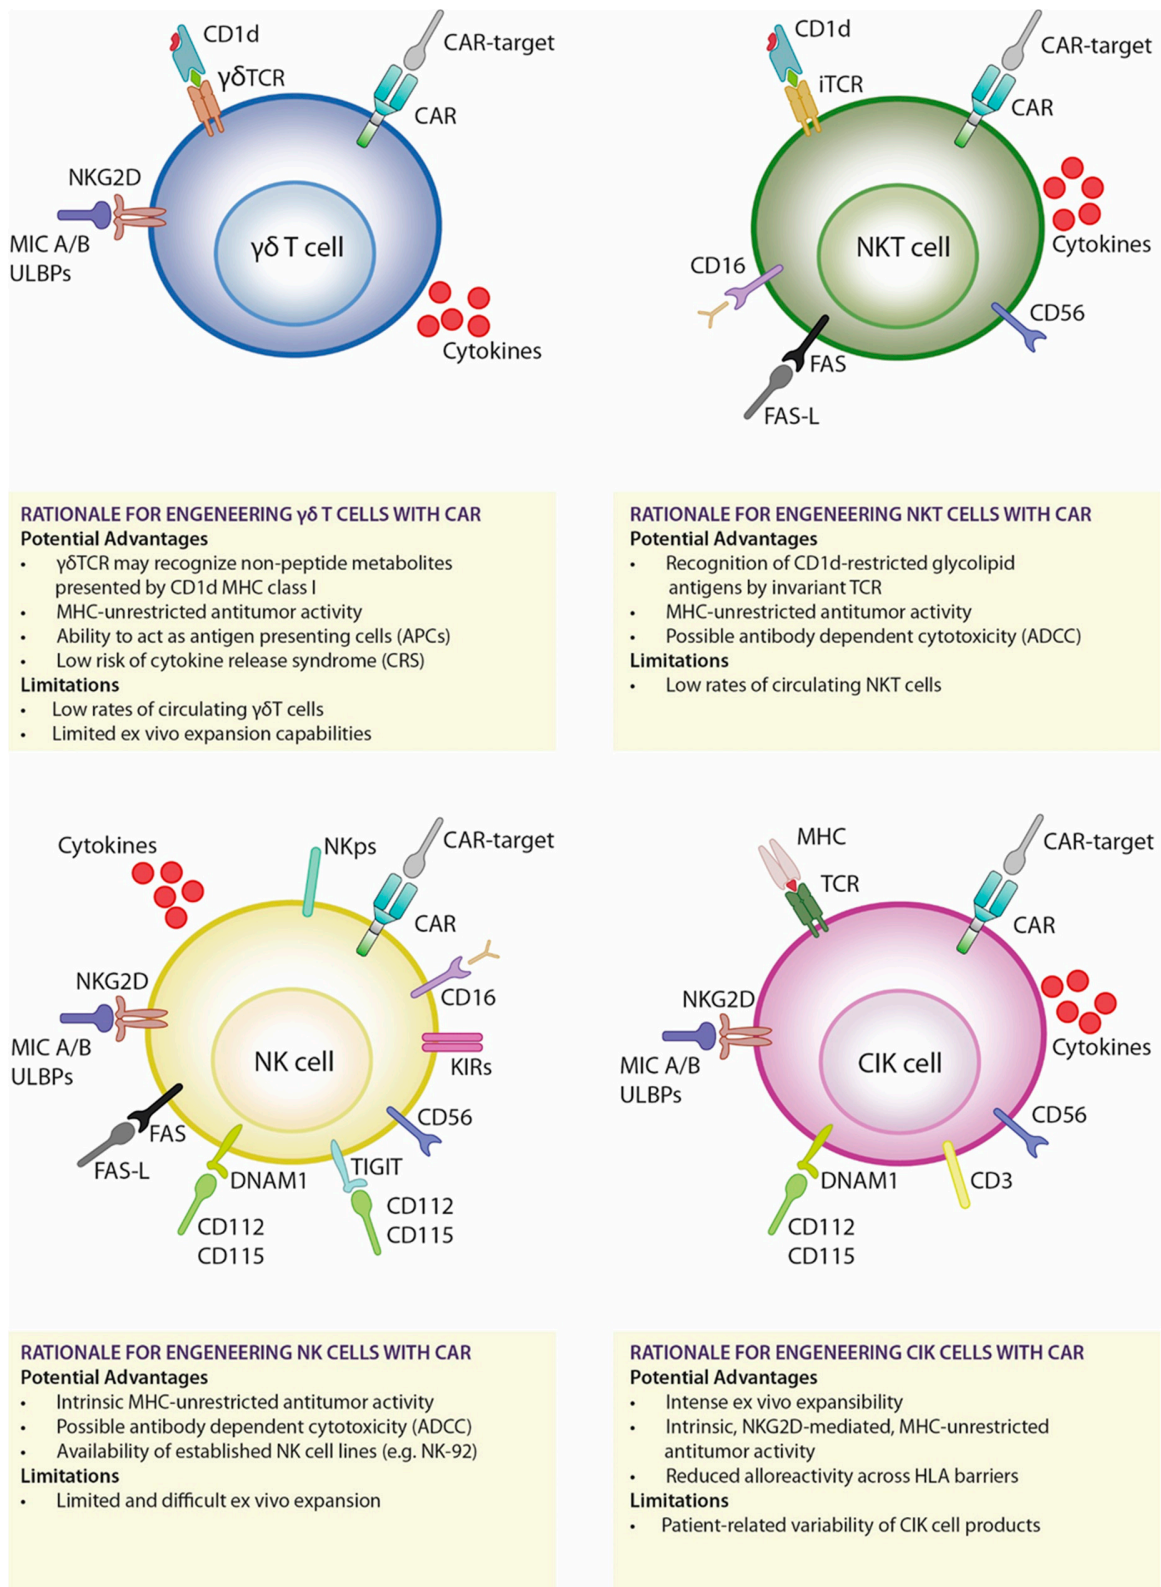 CD1d
γδTCR
CAR-target
CAR
NKG2D
MIC A/B
ULBPs
γδ T cell
Cytokines
CD1d
iTCR
CAR-target
CAR
Cytokines
NKT cell
CD16
CD56
FAS
FAS-L
RATIONALE FOR ENGENEERING γδ T CELLS WITH CAR
Potential Advantages
• γδTCR may recognize non-peptide metabolites
presented by CD1d MHC class I
• MHC-unrestricted antitumor activity
• Ability to act as antigen presenting cells (APCs)
• Low risk of cytokine release syndrome (CRS)
Limitations
• Low rates of circulating γδT cells
• Limited ex vivo expansion capabilities
RATIONALE FOR ENGENEERING NKT CELLS WITH CAR
Potential Advantages
• Recognition of CD1d-restricted glycolipid
antigens by invariant TCR
• MHC-unrestricted antitumor activity
• Possible antibody dependent cytotoxicity (ADCC)
Limitations
• Low rates of circulating NKT cells
Cytokines
NKps
CAR-target
CAR
NKG2D
CD16
MIC A/B
ULBPs
NK cell
KIRs
FAS
FAS-L
CD56
DNAM1
TIGIT
CD112
CD115
CD112
CD115
MHC
TCR
CAR-target
CAR
NKG2D
MIC A/B
ULBPs
CIK cell
Cytokines
CD56
DNAM1
CD3
CD112
CD115
RATIONALE FOR ENGENEERING NK CELLS WITH CAR
Potential Advantages
• Intrinsic MHC-unrestricted antitumor activity
• Possible antibody dependent cytotoxicity (ADCC)
• Availability of established NK cell lines (e.g. NK-92)
Limitations
• Limited and difficult ex vivo expansion
RATIONALE FOR ENGENEERING CIK CELLS WITH CAR
Potential Advantages
• Intense ex vivo expansibility
• Intrinsic, NKG2D-mediated, MHC-unrestricted
antitumor activity
• Reduced alloreactivity across HLA barriers
Limitations
• Patient-related variability of CIK cell products